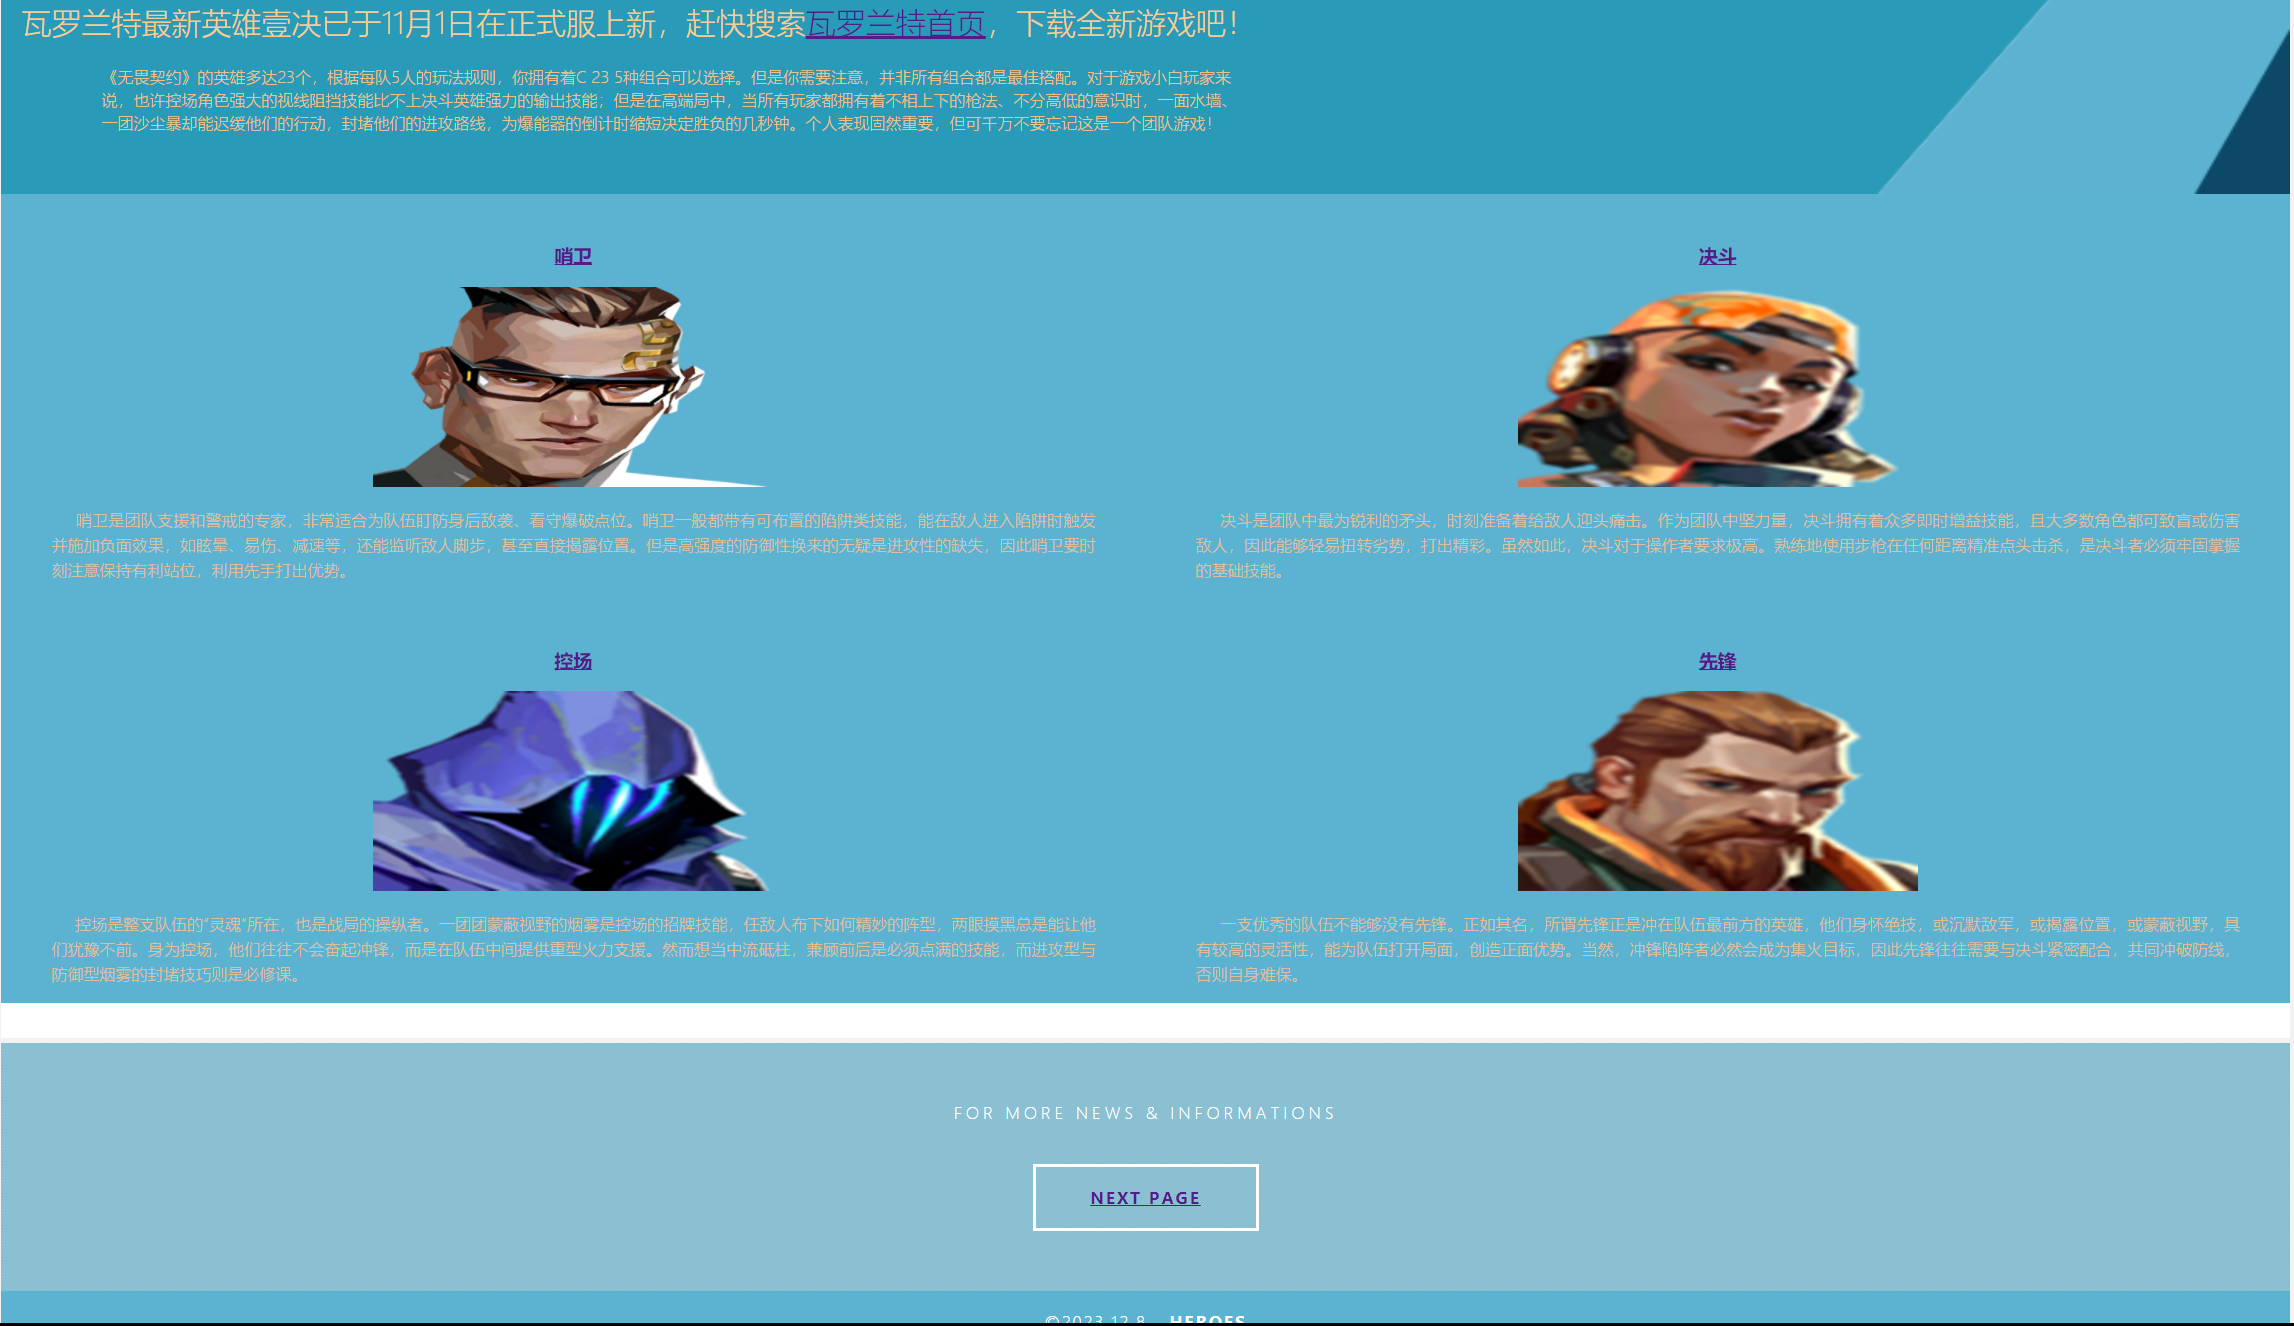 瓦罗兰特最新英雄壹决已于11月1日在正式服上新，赶快搜索瓦罗兰特首页，下载全新游戏吧！
《无畏契约》的英雄多达23个，根据每队5人的玩法规则，你拥有着C 23 5种组合可以选择。但是你需要注意，并非所有组合都是最佳搭配。对于游戏小白玩家来
说，也许控场角色强大的视线阻挡技能比不上决斗英雄强力的输出技能；但是在高端局中，当所有玩家都拥有着不相上下的枪法、不分高低的意识时，一面水墙、
一团沙尘暴却能迟缓他们的行动，封堵他们的进攻路线，为爆能器的倒计时缩短决定胜负的几秒钟。个人表现固然重要，但可千万不要忘记这是一个团队游戏！
哨卫
哨卫是团队支援和警戒的专家，非常适合为队伍盯防身后敌袭、看守爆破点位。哨卫一般都带有可布置的陷阱类技能，能在敌人进入陷阱时触发
并施加负面效果，如眩晕、易伤、减速等，还能监听敌人脚步，甚至直接揭露位置。但是高强度的防御性换来的无疑是进攻性的缺失，因此哨卫要时
刻注意保持有利站位，利用先手打出优势。
决斗
决斗是团队中最为锐利的矛头，时刻准备着给敌人迎头痛击。作为团队中坚力量，决斗拥有着众多即时增益技能，且大多数角色都可致盲或伤害
敌人，因此能够轻易扭转劣势，打出精彩。虽然如此，决斗对于操作者要求极高。熟练地使用步枪在任何距离精准点头击杀，是决斗者必须牢固掌握
的基础技能。
控场
控场是整支队伍的“灵魂”所在，也是战局的操纵者。一团团蒙蔽视野的烟雾是控场的招牌技能，任敌人布下如何精妙的阵型，两眼摸黑总是能让他
们犹豫不前。身为控场，他们往往不会奋起冲锋，而是在队伍中间提供重型火力支援。然而想当中流砥柱，兼顾前后是必须点满的技能，而进攻型与
防御型烟雾的封堵技巧则是必修课。
先锋
一支优秀的队伍不能够没有先锋。正如其名，所谓先锋正是冲在队伍最前方的英雄，他们身怀绝技，或沉默敌军，或揭露位置，或蒙蔽视野，具
有较高的灵活性，能为队伍打开局面，创造正面优势。当然，冲锋陷阵者必然会成为集火目标，因此先锋往往需要与决斗紧密配合，共同冲破防线，
否则自身难保。
FOR MORE NEWS & INFORMATIONS
NEXT PAGE
©2023.12.8 HEROES